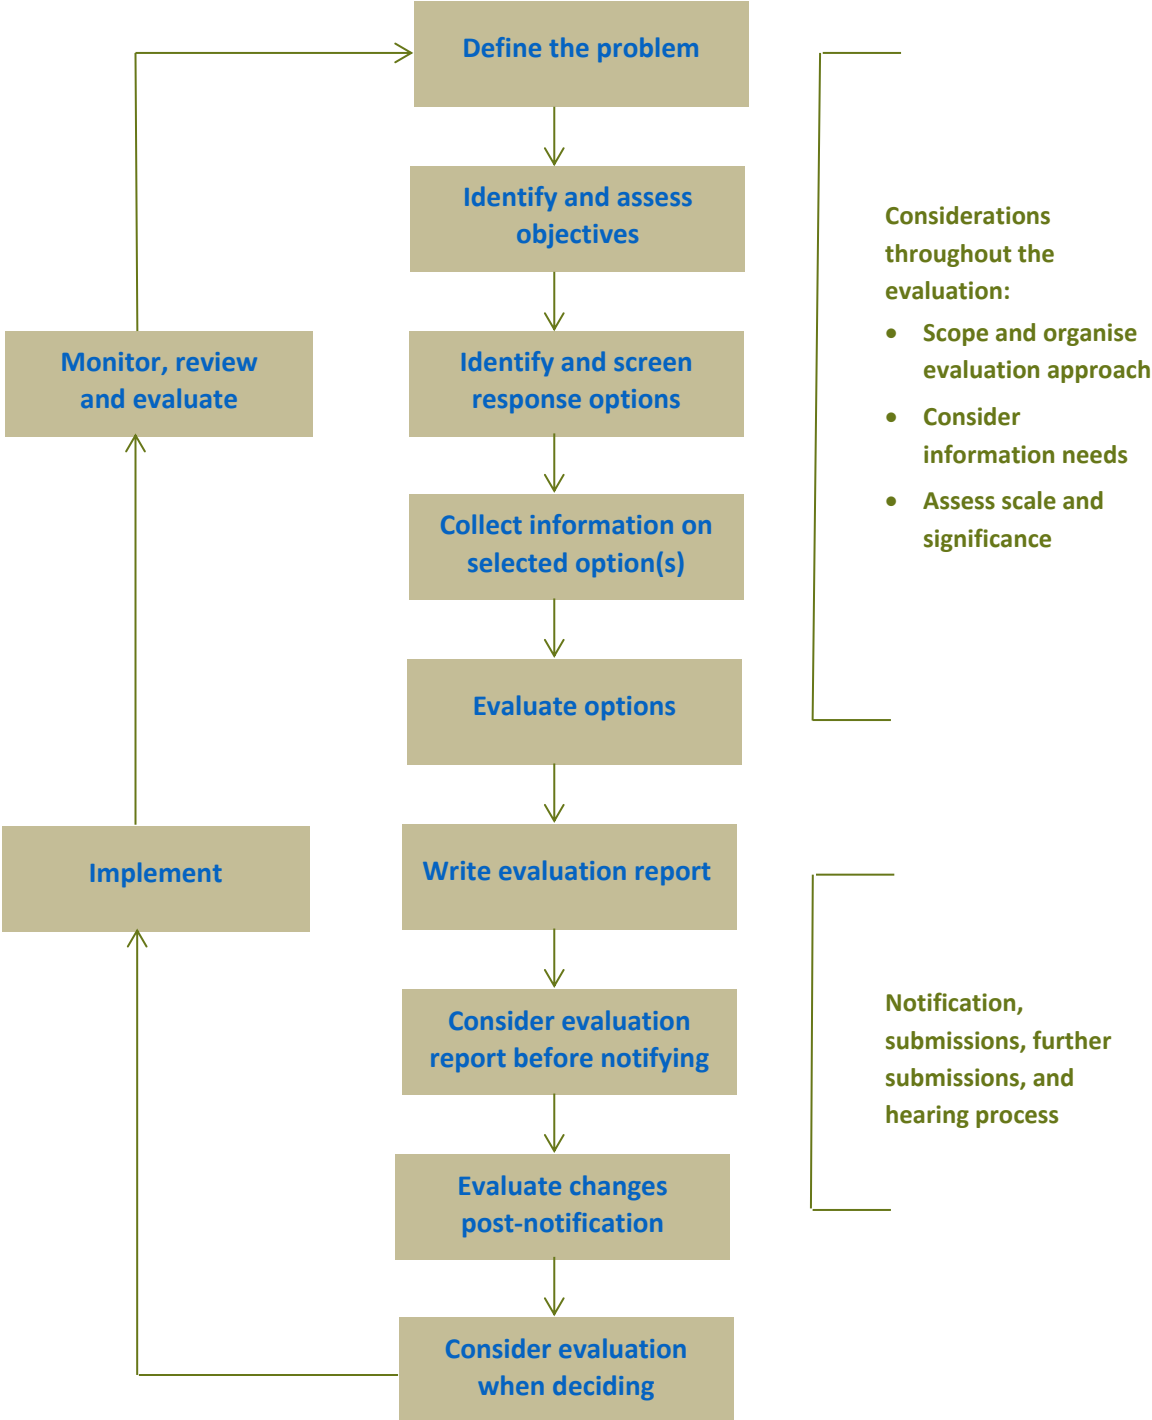 Define the problem
Identify and assess
objectives
Identify and screen
response options
Collect information on
selected option(s)
Evaluate options
Write evaluation report
Consider evaluation
report before notifying
Evaluate changes
post-notification
Consider evaluation
when deciding
Implement
Monitor, review
and evaluate
Considerations
throughout the
evaluation:
• Scope and organise
evaluation approach
• Consider
information needs
• Assess scale and
significance
Notification,
submissions, further
submissions, and
hearing process